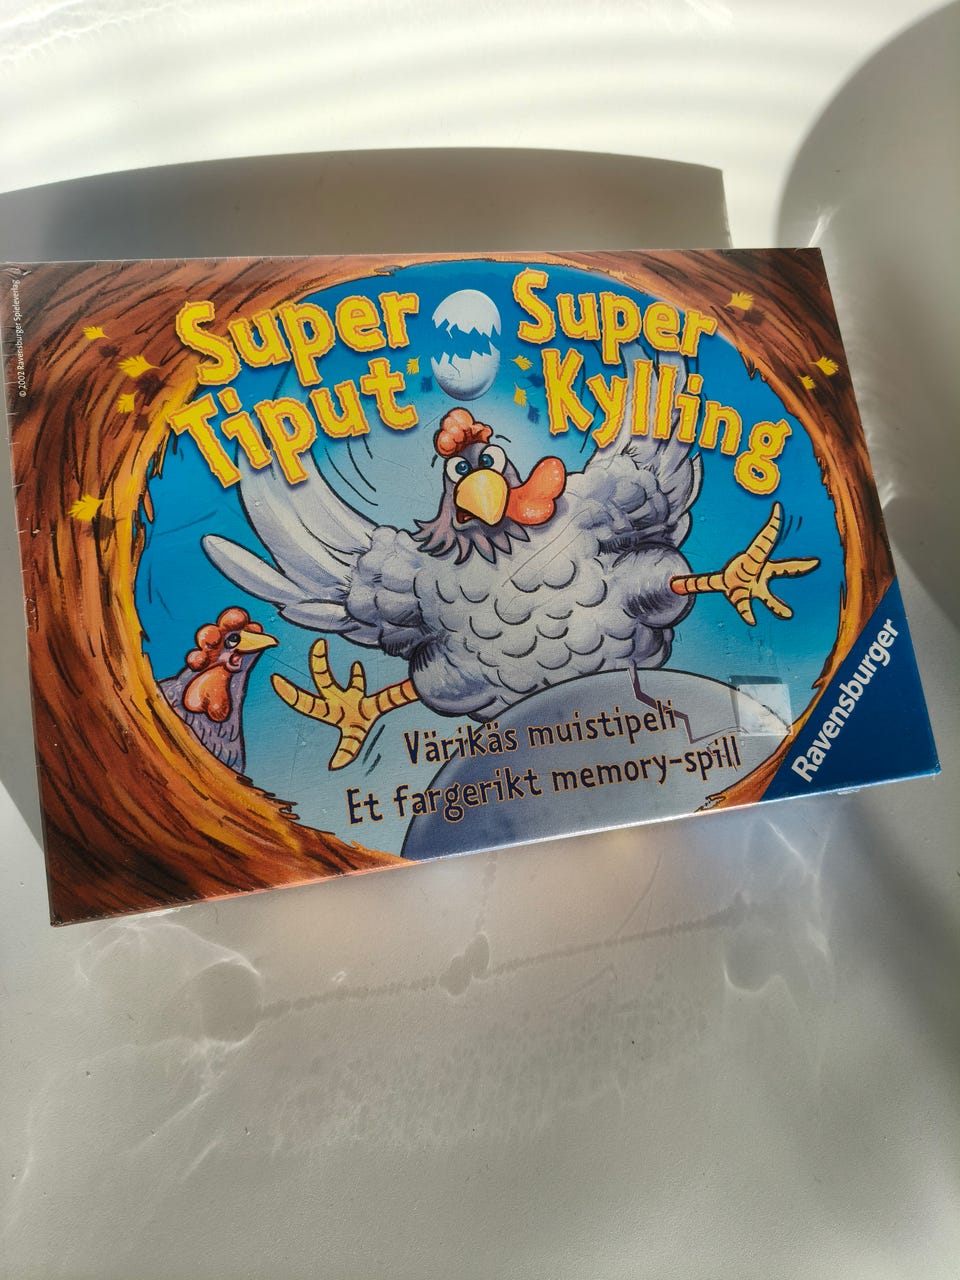 Super
Tiput
Super
Kylling
Värikäs muistipeli
Et fargerikt memory-spill
Ravensburger
© 2002 Ravensburger Spieleverlag